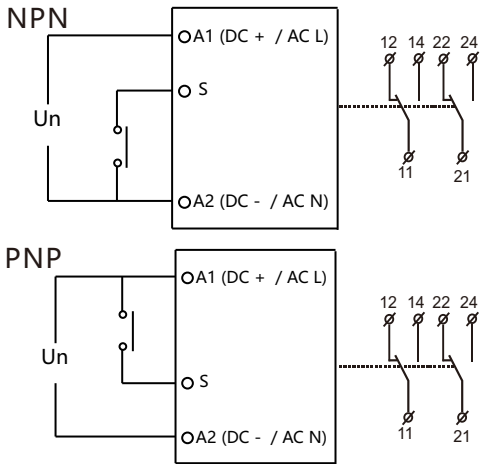 NPN
A1 (DC + / AC L)
12 14 22 24
S
Un
11
21
A2 (DC - / AC N)
PNP
A1 (DC + / AC L)
12 14 22 24
Un
S
11
21
A2 (DC - / AC N)